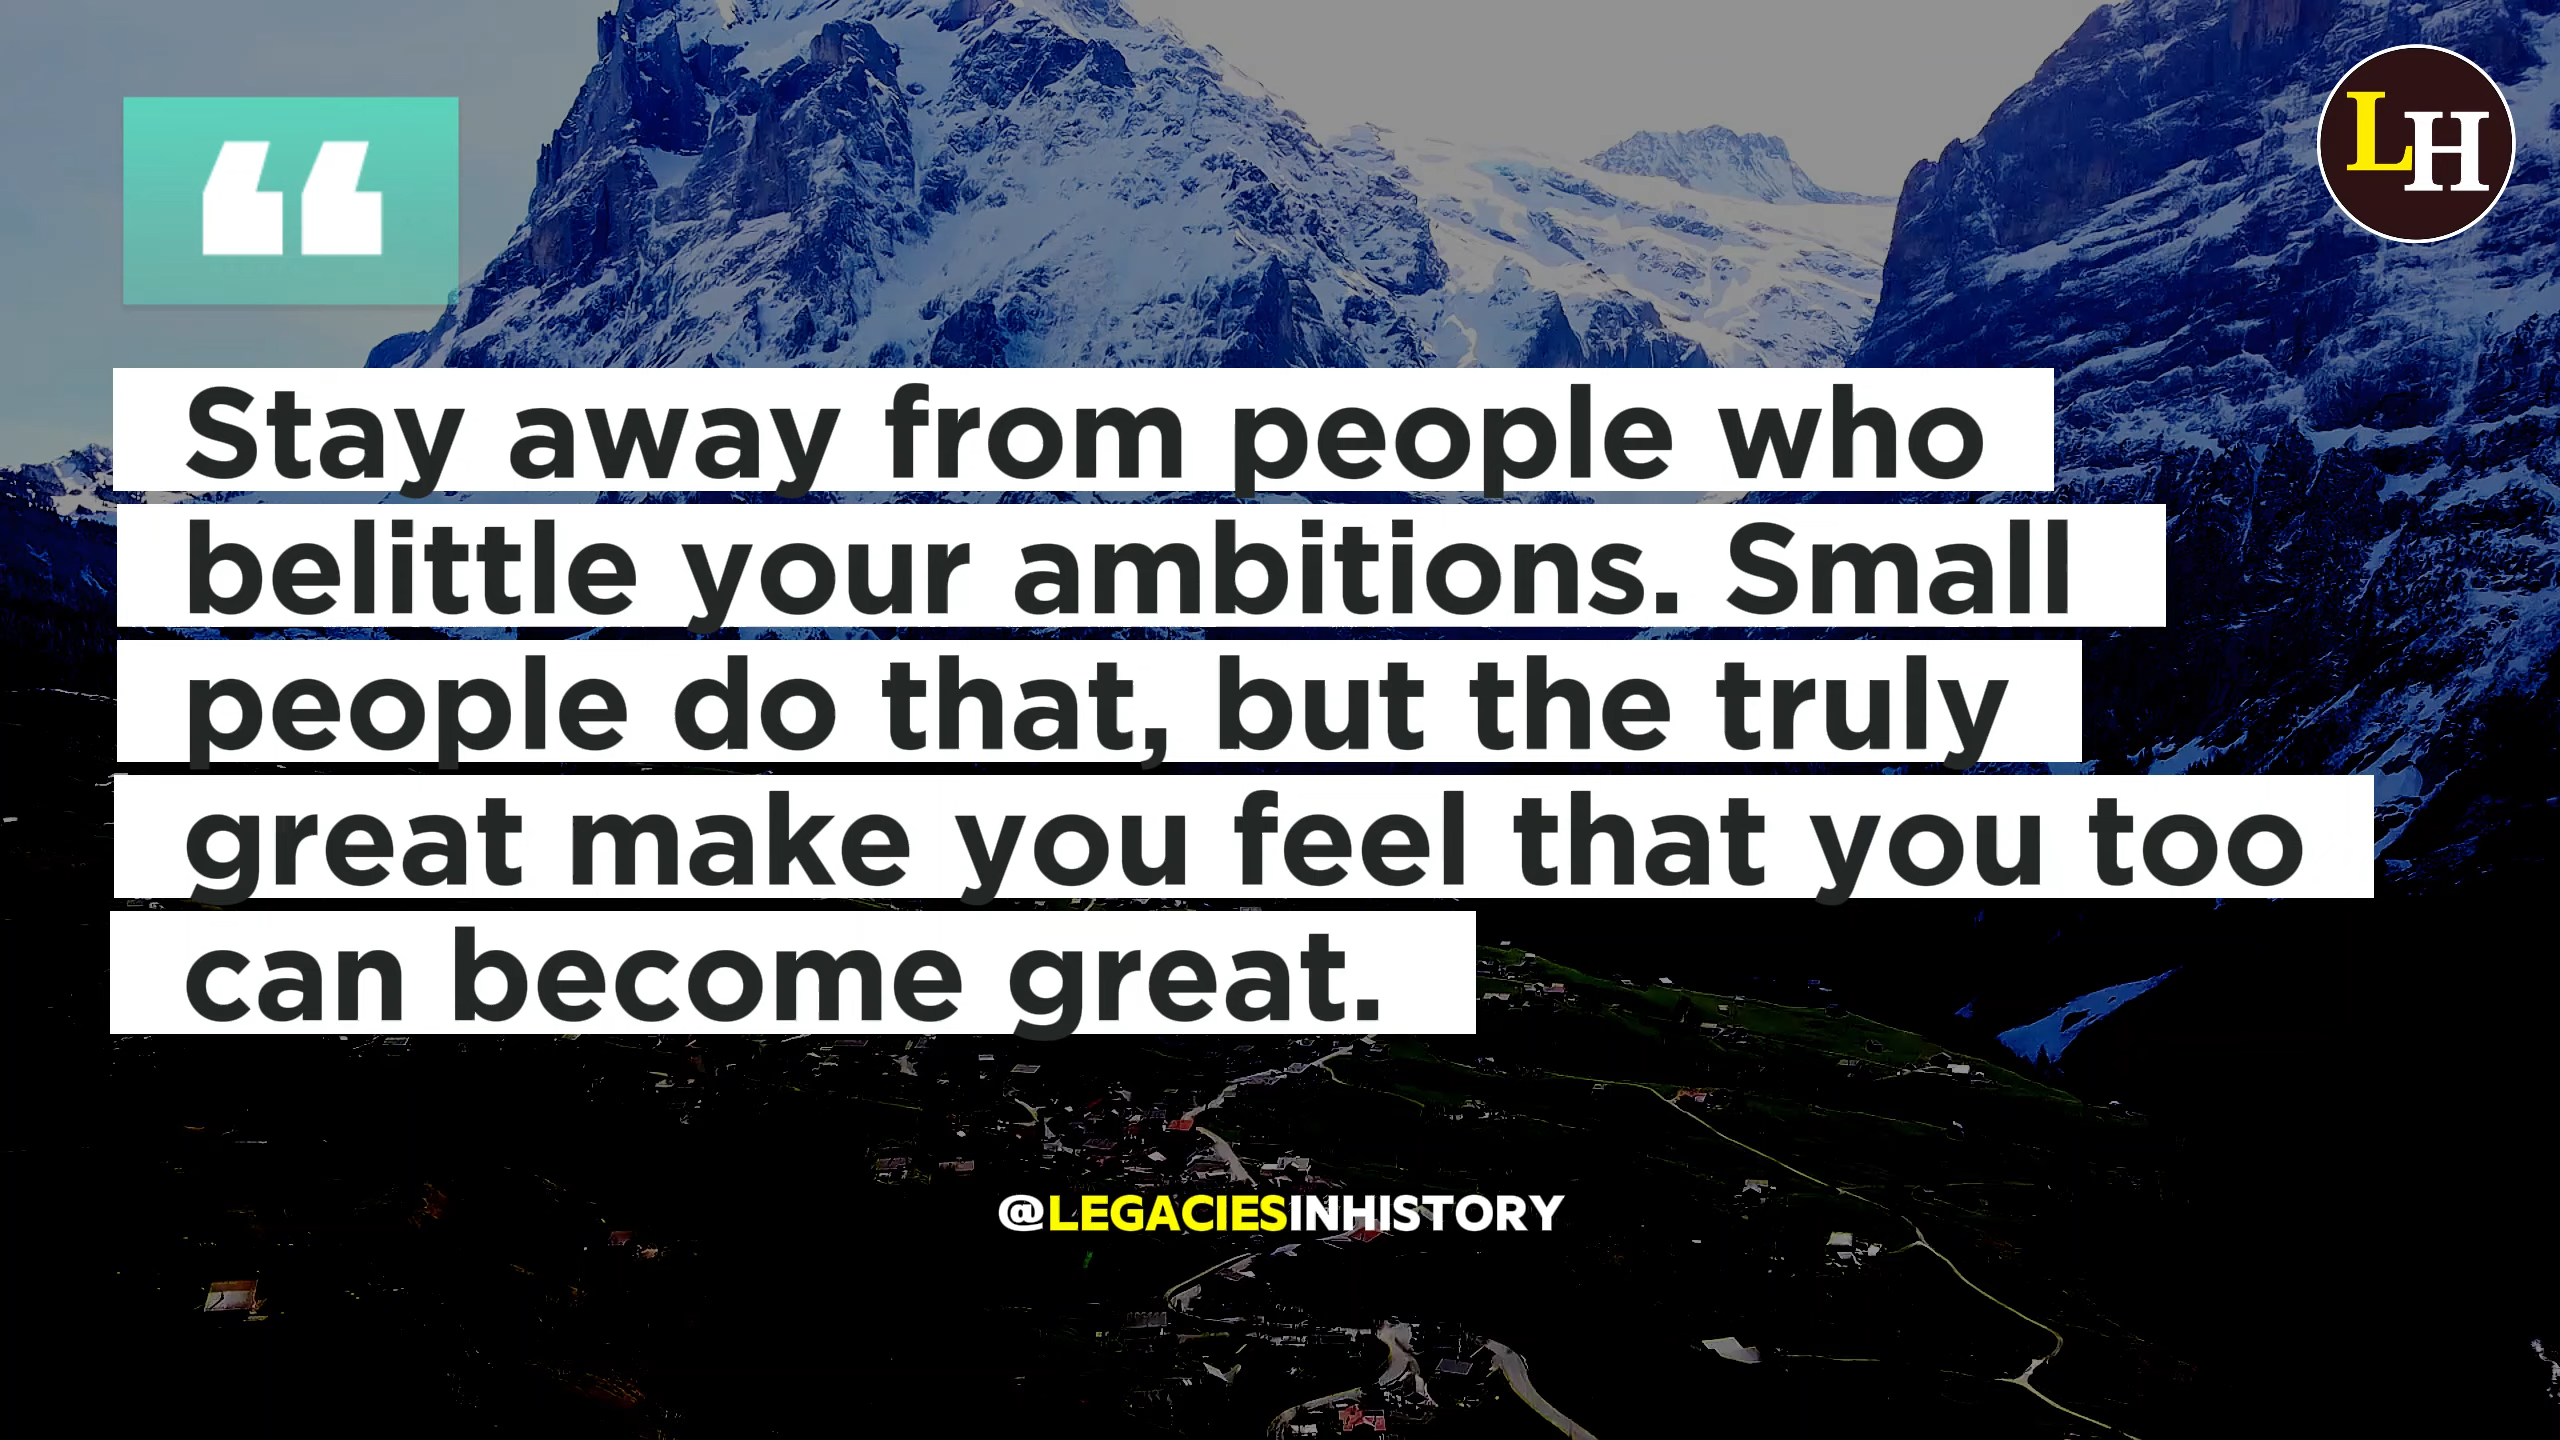 LH
“
Stay away from people who
belittle your ambitions. Small
people do that, but the truly
great make you feel that you too
can become great.
@LEGACIESINHISTORY